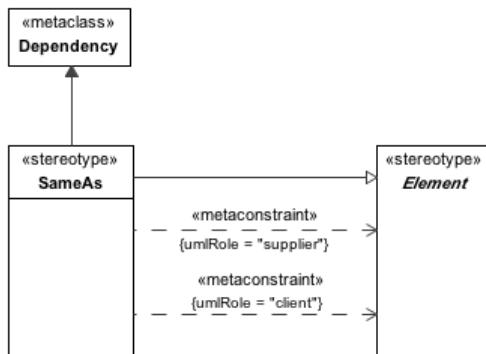 «metaclass»
Dependency
«stereotype»
SameAs
«stereotype»
Element
«metaconstraint»
{umlRole = "supplier"}
«metaconstraint»
{umlRole = "client"}